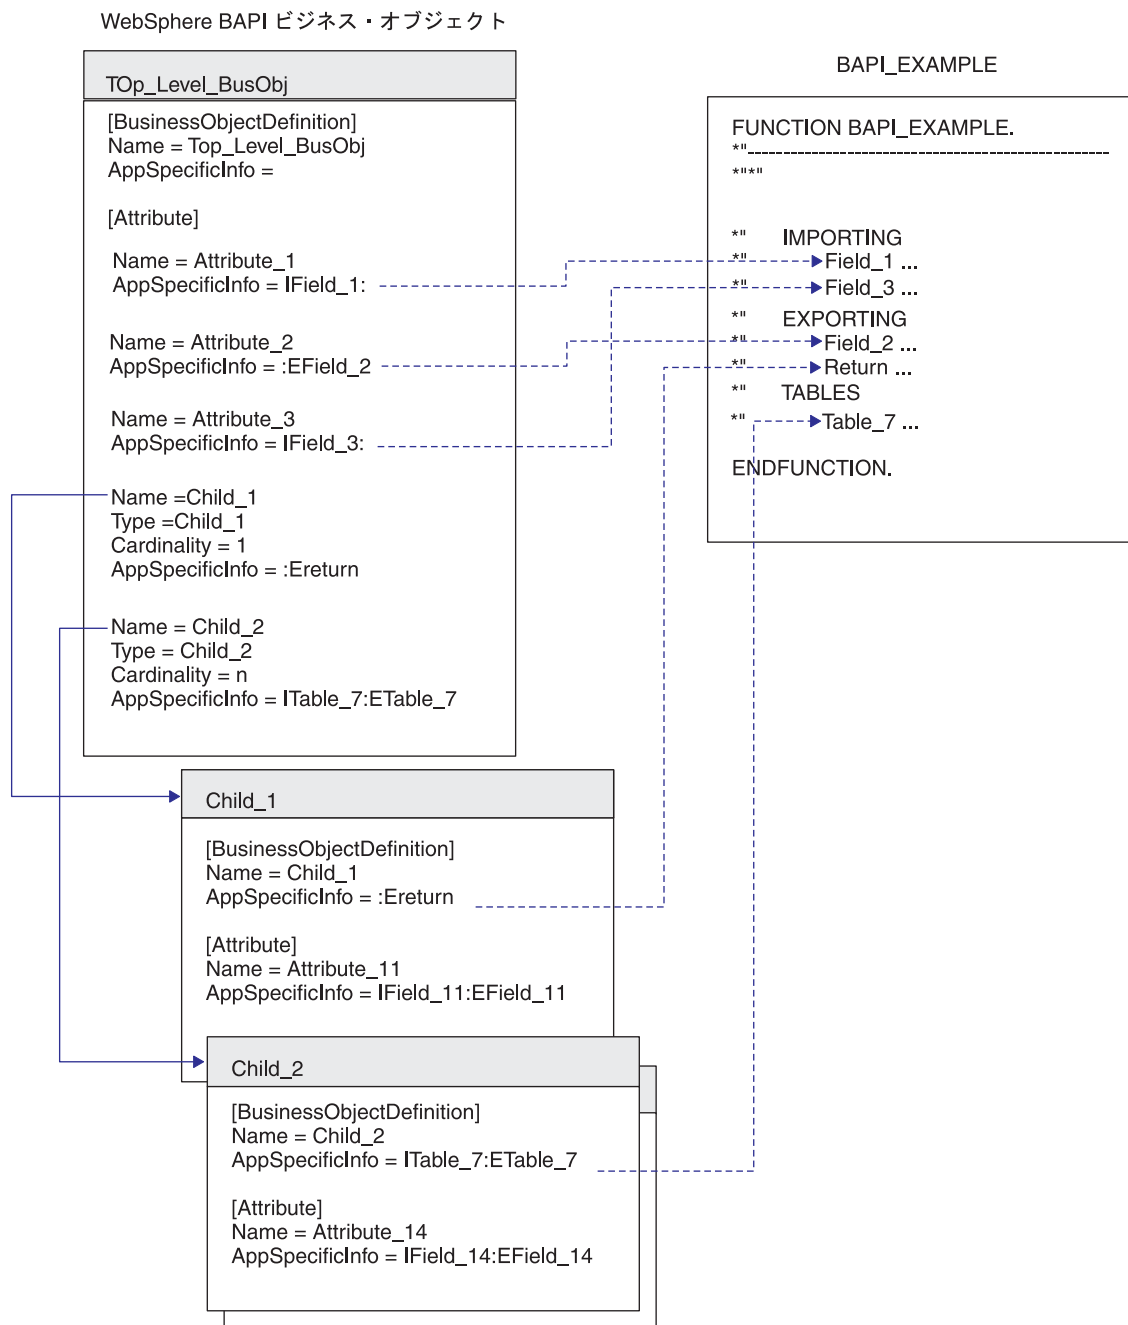 WebSphere BAPI ビジネス・オブジェクト
TOp_Level_BusObj
[BusinessObjectDefinition]
Name = Top_Level_BusObj
AppSpecificInfo =
[Attribute]
Name = Attribute_1
AppSpecificInfo = IField_1:
Name = Attribute_2
AppSpecificInfo = :EField_2
Name = Attribute_3
AppSpecificInfo = IField_3:
Name =Child_1
Type =Child_1
Cardinality = 1
AppSpecificInfo = :Ereturn
Name = Child_2
Type = Child_2
Cardinality = n
AppSpecificInfo = ITable_7:ETable_7
BAPI_EXAMPLE
FUNCTION BAPI_EXAMPLE.
*"---------------------------------------------------
*"*"
*" IMPORTING
*" Field_1 ...
*" Field_3 ...
*" EXPORTING
*" Field_2 ...
*" Return ...
*" TABLES
*" Table_7 ...
ENDFUNCTION.
Child_1
[BusinessObjectDefinition]
Name = Child_1
AppSpecificInfo = :Ereturn
[Attribute]
Name = Attribute_11
AppSpecificInfo = IField_11:EField_11
Child_2
[BusinessObjectDefinition]
Name = Child_2
AppSpecificInfo = ITable_7:ETable_7
[Attribute]
Name = Attribute_14
AppSpecificInfo = IField_14:EField_14